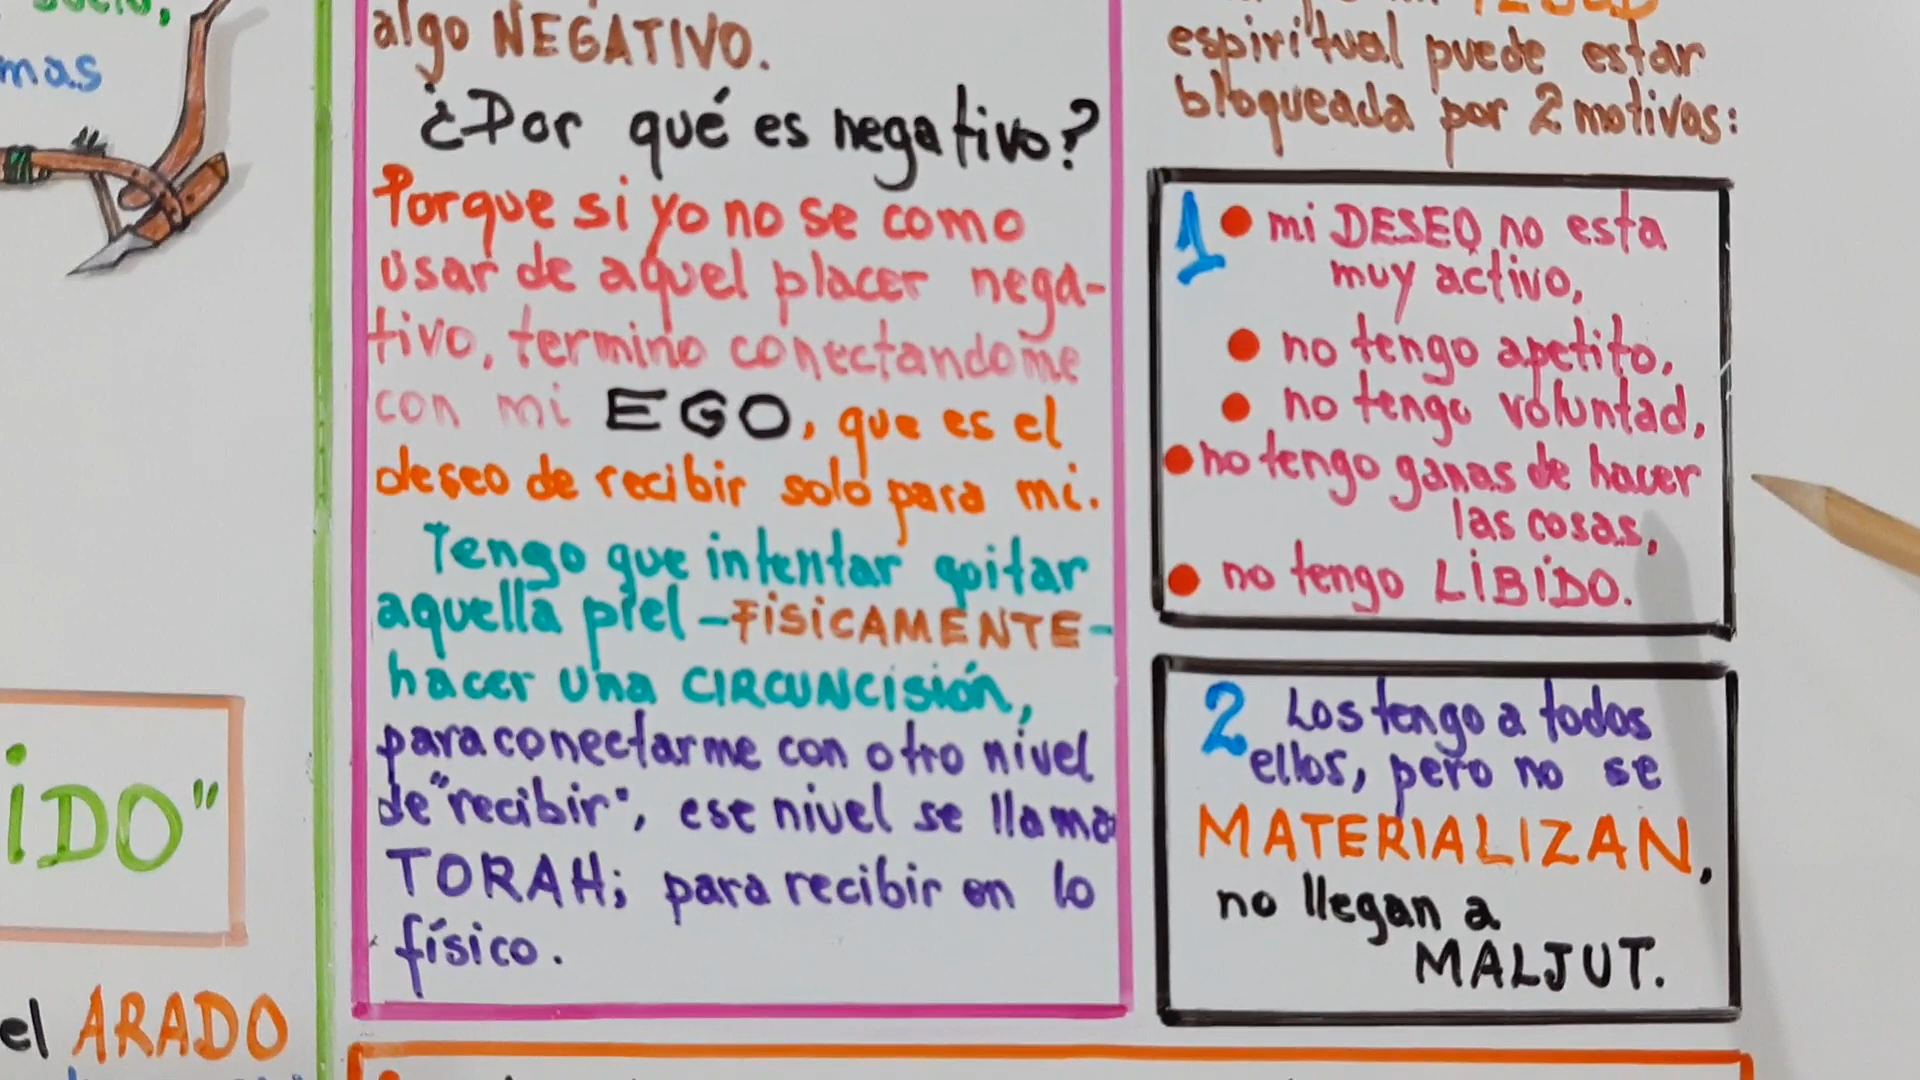 mas
IDO"
el ARADO
algo NEGATIVO.
¿Por qué es negativo?
Porque si yo no se como
usar de aquel placer nega-
tivo, termino conectandome
con mi EGO, que es el
deseo de recibir solo para mi.
Tengo que intentar quitar
aquella piel -FÍSICAMENTE-
hacer una CIRCUNCISIÓN,
para conectarme con otro nivel
de "recibir", ese nivel se llama
TORAH; para recibir en lo
físico.
espiritual puede estar
bloqueada por 2 motivos:
1 • mi DESEO no esta
muy activo,
• no tengo apetito,
• no tengo voluntad,
• no tengo ganas de hacer
las cosas,
• no tengo LIBIDO.
2 Los tengo a todos
ellos, pero no se
MATERIALIZAN,
no llegan a
MALJUT.